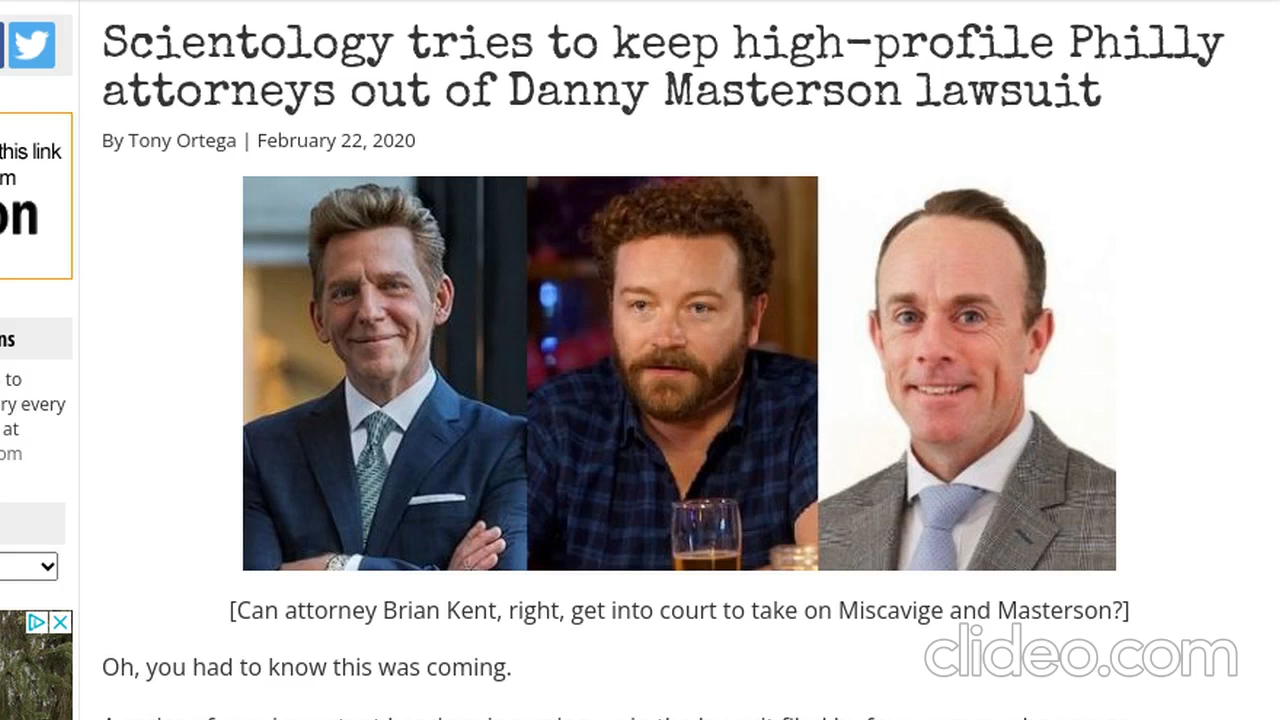 Scientology tries to keep high-profile Philly
attorneys out of Danny Masterson lawsuit
By Tony Ortega | February 22, 2020
this link
m
on
ns
to
ry every
at
om
[Can attorney Brian Kent, right, get into court to take on Miscavige and Masterson?]
Oh, you had to know this was coming.
clideo.com